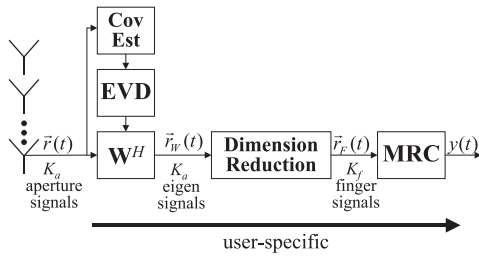 Cov
Est
EVD
r⃗(t)
W^H
r⃗_W(t)
Dimension
Reduction
r⃗_F(t)
MRC
y(t)
K_a
aperture
signals
K_a
eigen
signals
K_f
finger
signals
user-specific